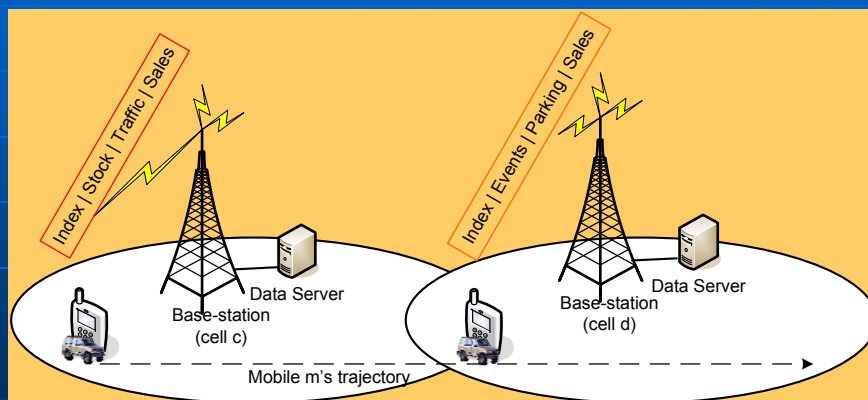 Index | Stock | Traffic | Sales
Index | Events | Parking | Sales
Data Server
Base-station
(cell c)
Data Server
Base-station
(cell d)
Mobile m's trajectory